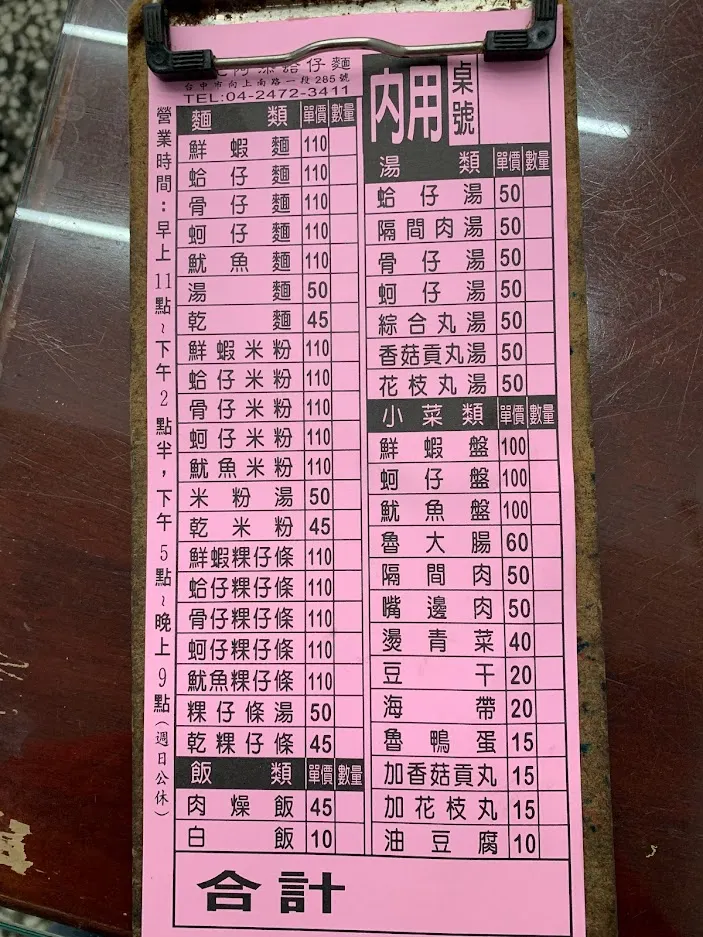 蛤仔麵
台中市向上南路一段285號
TEL:04-2472-3411
營業時間：早上11點~下午2點半，下午5點~晚上9點（週日公休）
麵類 單價 數量
鮮蝦麵 110
蛤仔麵 110
骨仔麵 110
蚵仔麵 110
魷魚麵 110
湯麵 50
乾麵 45
鮮蝦米粉 110
蛤仔米粉 110
骨仔米粉 110
蚵仔米粉 110
魷魚米粉 110
米粉湯 50
乾米粉 45
鮮蝦粿仔條 110
蛤仔粿仔條 110
骨仔粿仔條 110
蚵仔粿仔條 110
魷魚粿仔條 110
粿仔條湯 50
乾粿仔條 45
飯類 單價 數量
肉燥飯 45
白飯 10
內用 桌號
湯類 單價 數量
蛤仔湯 50
隔間肉湯 50
骨仔湯 50
蚵仔湯 50
綜合丸湯 50
香菇貢丸湯 50
花枝丸湯 50
小菜類 單價 數量
鮮蝦盤 100
蚵仔盤 100
魷魚盤 100
魯大腸 60
隔間肉 50
嘴邊肉 50
燙青菜 40
豆干 20
海帶 20
魯鴨蛋 15
加香菇貢丸 15
加花枝丸 15
油豆腐 10
合計